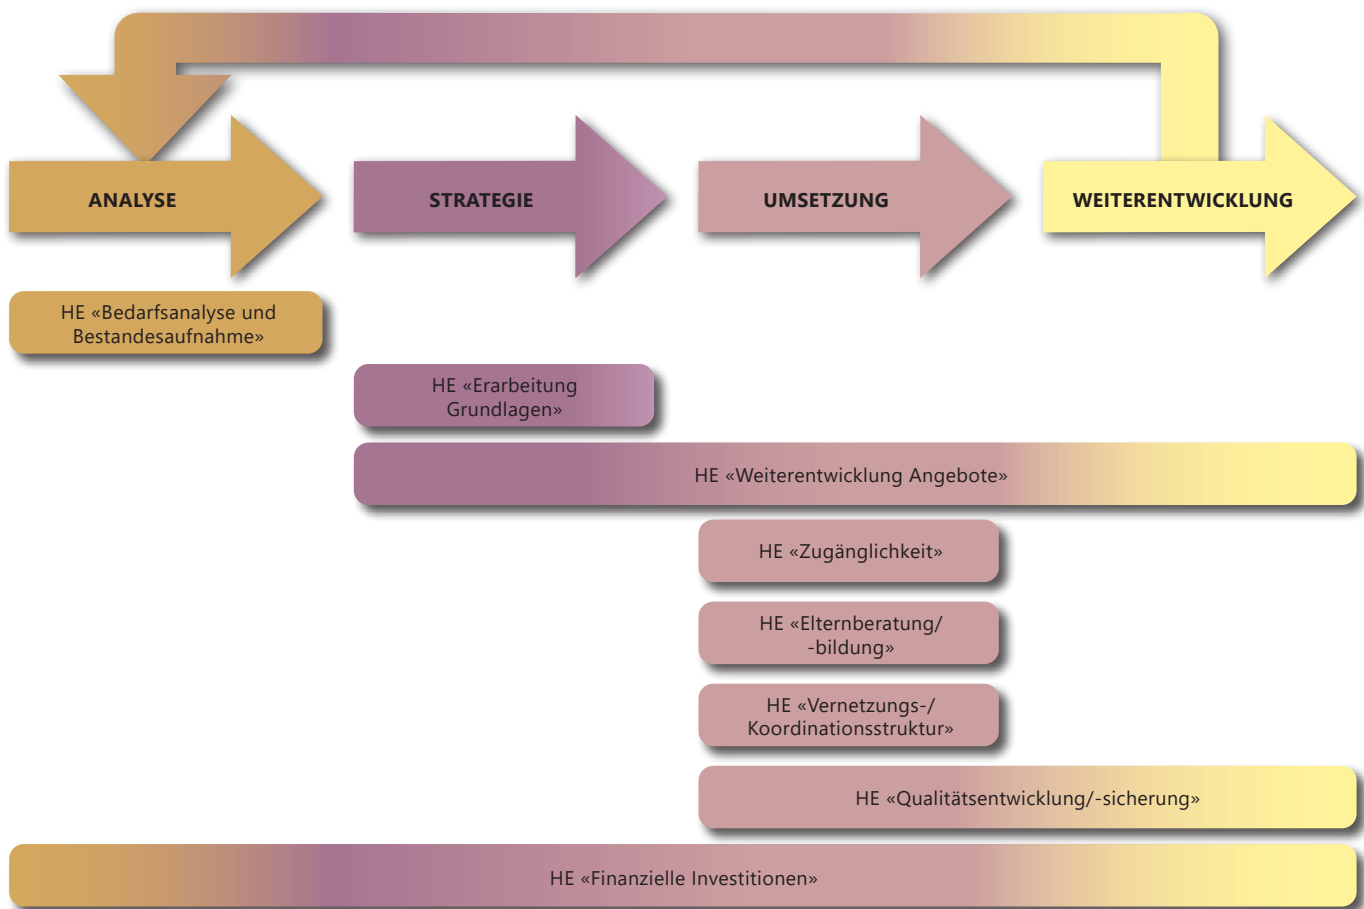 ANALYSE
STRATEGIE
UMSETZUNG
WEITERENTWICKLUNG
HE «Bedarfsanalyse und
Bestandesaufnahme»
HE «Erarbeitung
Grundlagen»
HE «Weiterentwicklung Angebote»
HE «Zugänglichkeit»
HE «Elternberatung/
-bildung»
HE «Vernetzungs-/
Koordinationsstruktur»
HE «Qualitätsentwicklung/-sicherung»
HE «Finanzielle Investitionen»